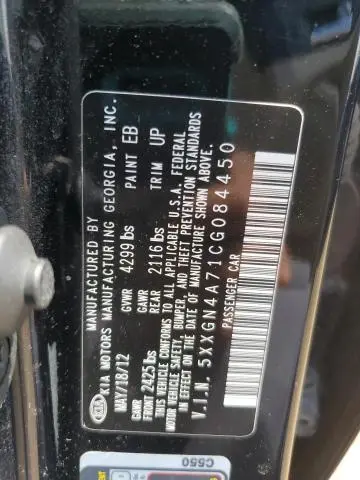 MANUFACTURED BY
KIA KIA MOTORS MANUFACTURING GEORGIA, INC.
MAY/18/12 GVWR 4299 lbs PAINT EB
GAWR FRONT 2425 lbs GAWR REAR 2116 lbs TRIM UP
THIS VEHICLE CONFORMS TO ALL APPLICABLE U.S.A. FEDERAL
MOTOR VEHICLE SAFETY, BUMPER, AND THEFT PREVENTION STANDARDS
IN EFFECT ON THE DATE OF MANUFACTURE SHOWN ABOVE.
V.I.N. 5XXGN4A71CG084450
PASSENGER CAR
C550